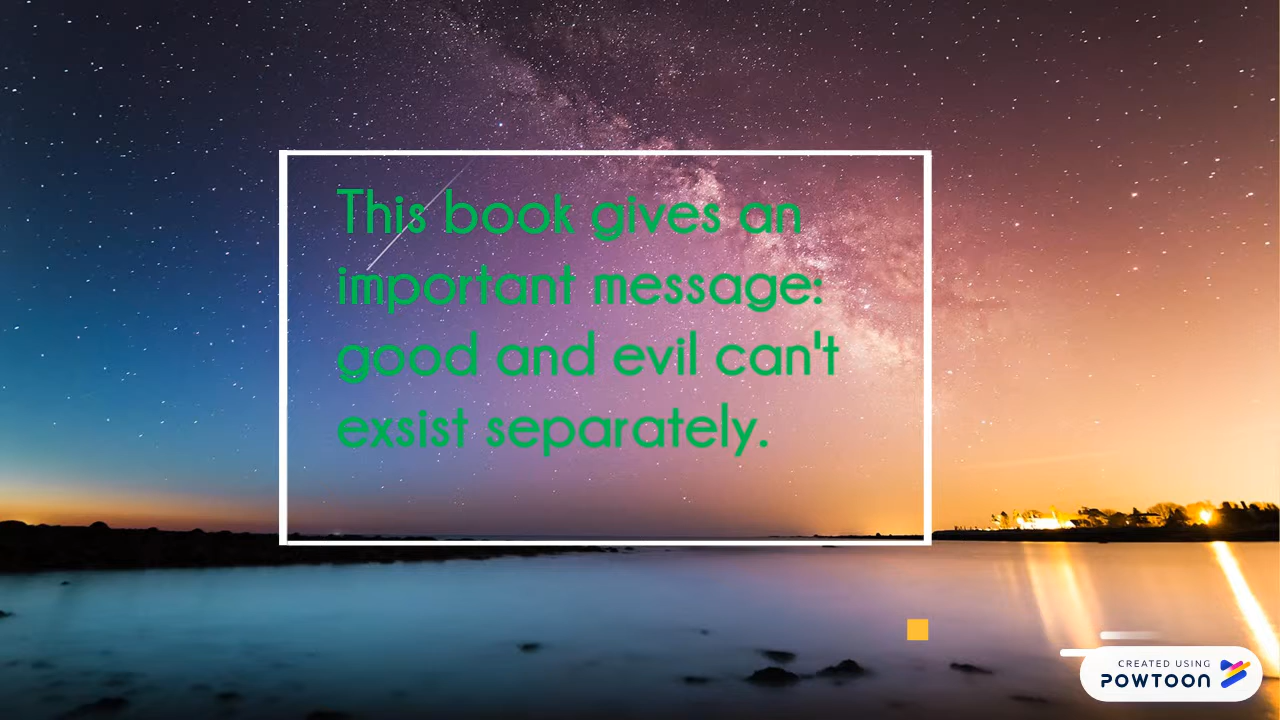 This book gives an
important message:
good and evil can't
exsist separately.
CREATED USING
POWTOON